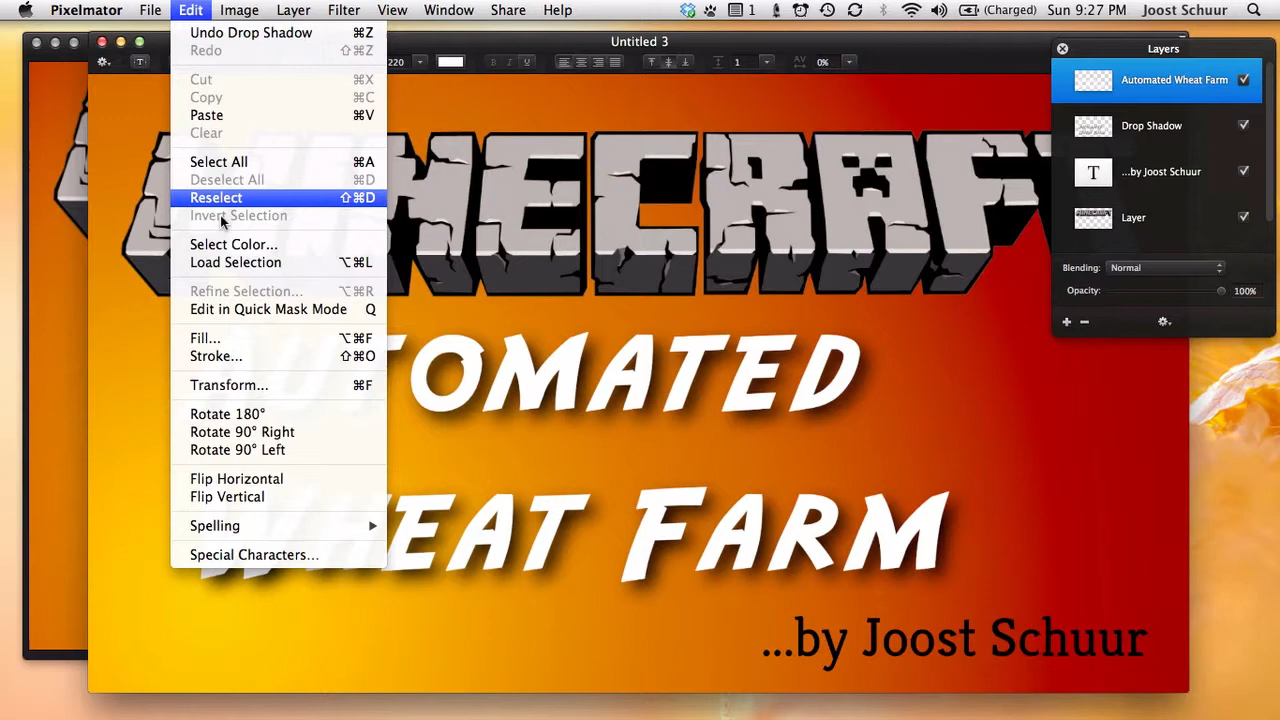 Pixelmator File Edit Image Layer Filter View Window Share Help 1 (Charged) Sun 9:27 PM Joost Schuur
Untitled 3
220 B I U 1 AV 0%
Undo Drop Shadow ⌘Z
Redo ⇧⌘Z
Cut ⌘X
Copy ⌘C
Paste ⌘V
Clear
Select All ⌘A
Deselect All ⌘D
Reselect ⇧⌘D
Invert Selection
Select Color...
Load Selection ⌥⌘L
Refine Selection... ⌥⌘R
Edit in Quick Mask Mode Q
Fill... ⌥⌘F
Stroke... ⇧⌘O
Transform... ⌘F
Rotate 180°
Rotate 90° Right
Rotate 90° Left
Flip Horizontal
Flip Vertical
Spelling
Special Characters...
MINECRAFT
AUTOMATED
WHEAT FARM
...by Joost Schuur
Layers
Automated Wheat Farm
Drop Shadow
T ...by Joost Schuur
Layer
Blending: Normal
Opacity: 100%